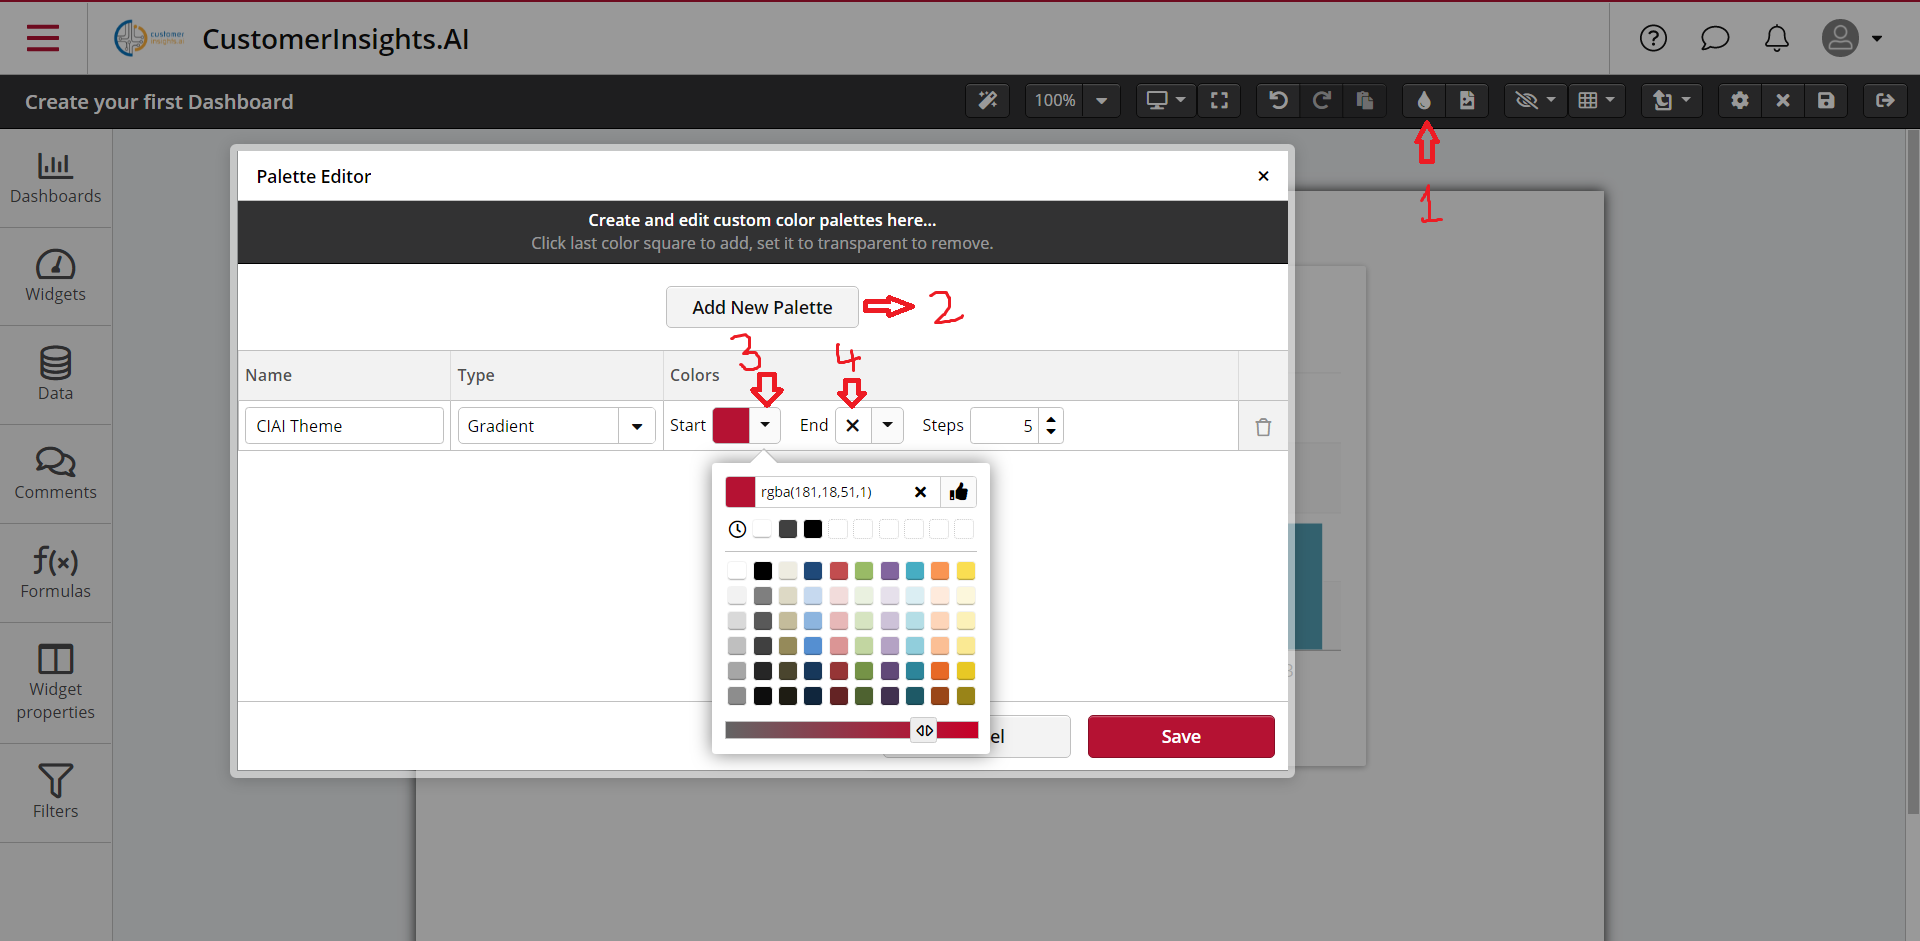 customer
insights.ai
CustomerInsights.AI
Create your first Dashboard
100%
1
Dashboards
Widgets
Data
Comments
Formulas
Widget
properties
Filters
Palette Editor
Create and edit custom color palettes here...
Click last color square to add, set it to transparent to remove.
Add New Palette
2
3
4
Name Type Colors
CIAI Theme Gradient Start End Steps 5
rgba(181,18,51,1)
el Save